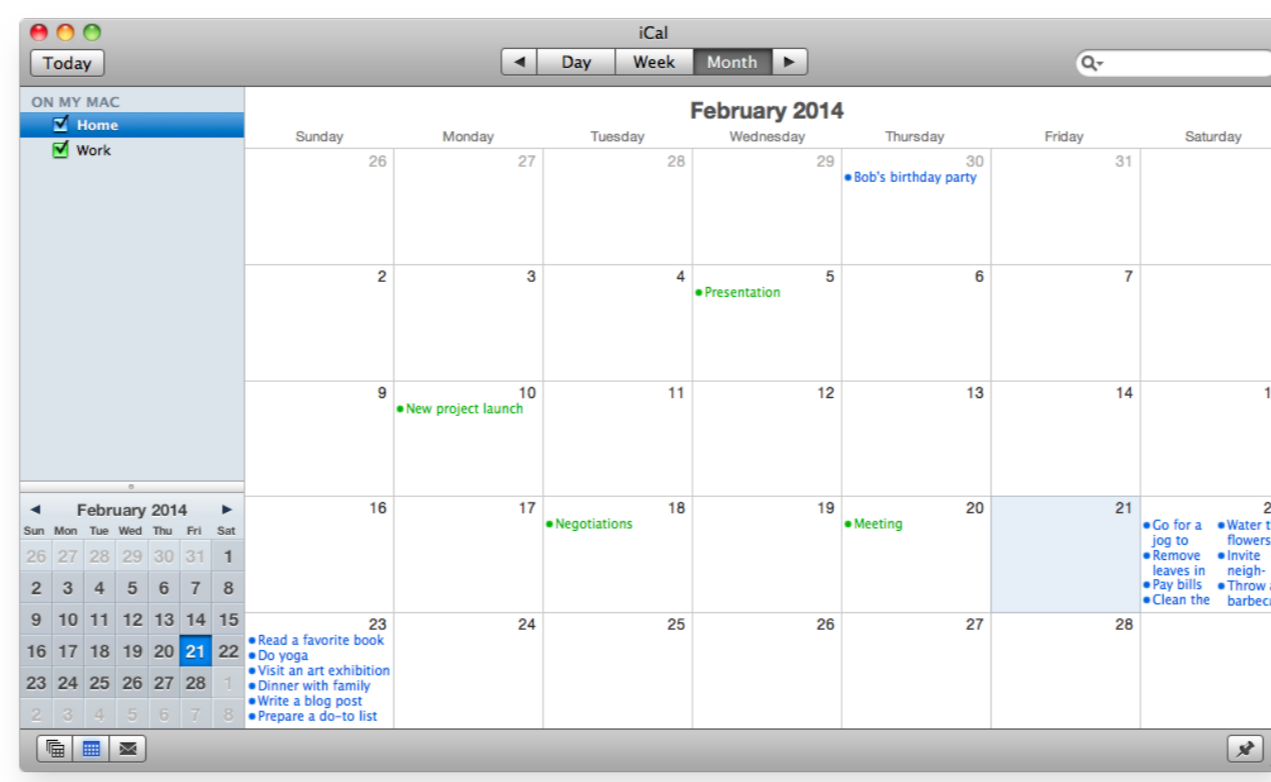 iCal
Today
Day Week Month
ON MY MAC
Home
Work
February 2014
Sunday Monday Tuesday Wednesday Thursday Friday Saturday
26 27 28 29 30 31
Bob's birthday party
2 3 4 5 6 7
Presentation
9 10 11 12 13 14 1
New project launch
16 17 18 19 20 21 2
Negotiations
Meeting
Go for a
jog to
Remove
leaves in
Pay bills
Clean the
Water t
flowers
Invite
neigh-
Throw a
barbecu
23 24 25 26 27 28
Read a favorite book
Do yoga
Visit an art exhibition
Dinner with family
Write a blog post
Prepare a do-to list
February 2014
Sun Mon Tue Wed Thu Fri Sat
26 27 28 29 30 31 1
2 3 4 5 6 7 8
9 10 11 12 13 14 15
16 17 18 19 20 21 22
23 24 25 26 27 28 1
2 3 4 5 6 7 8